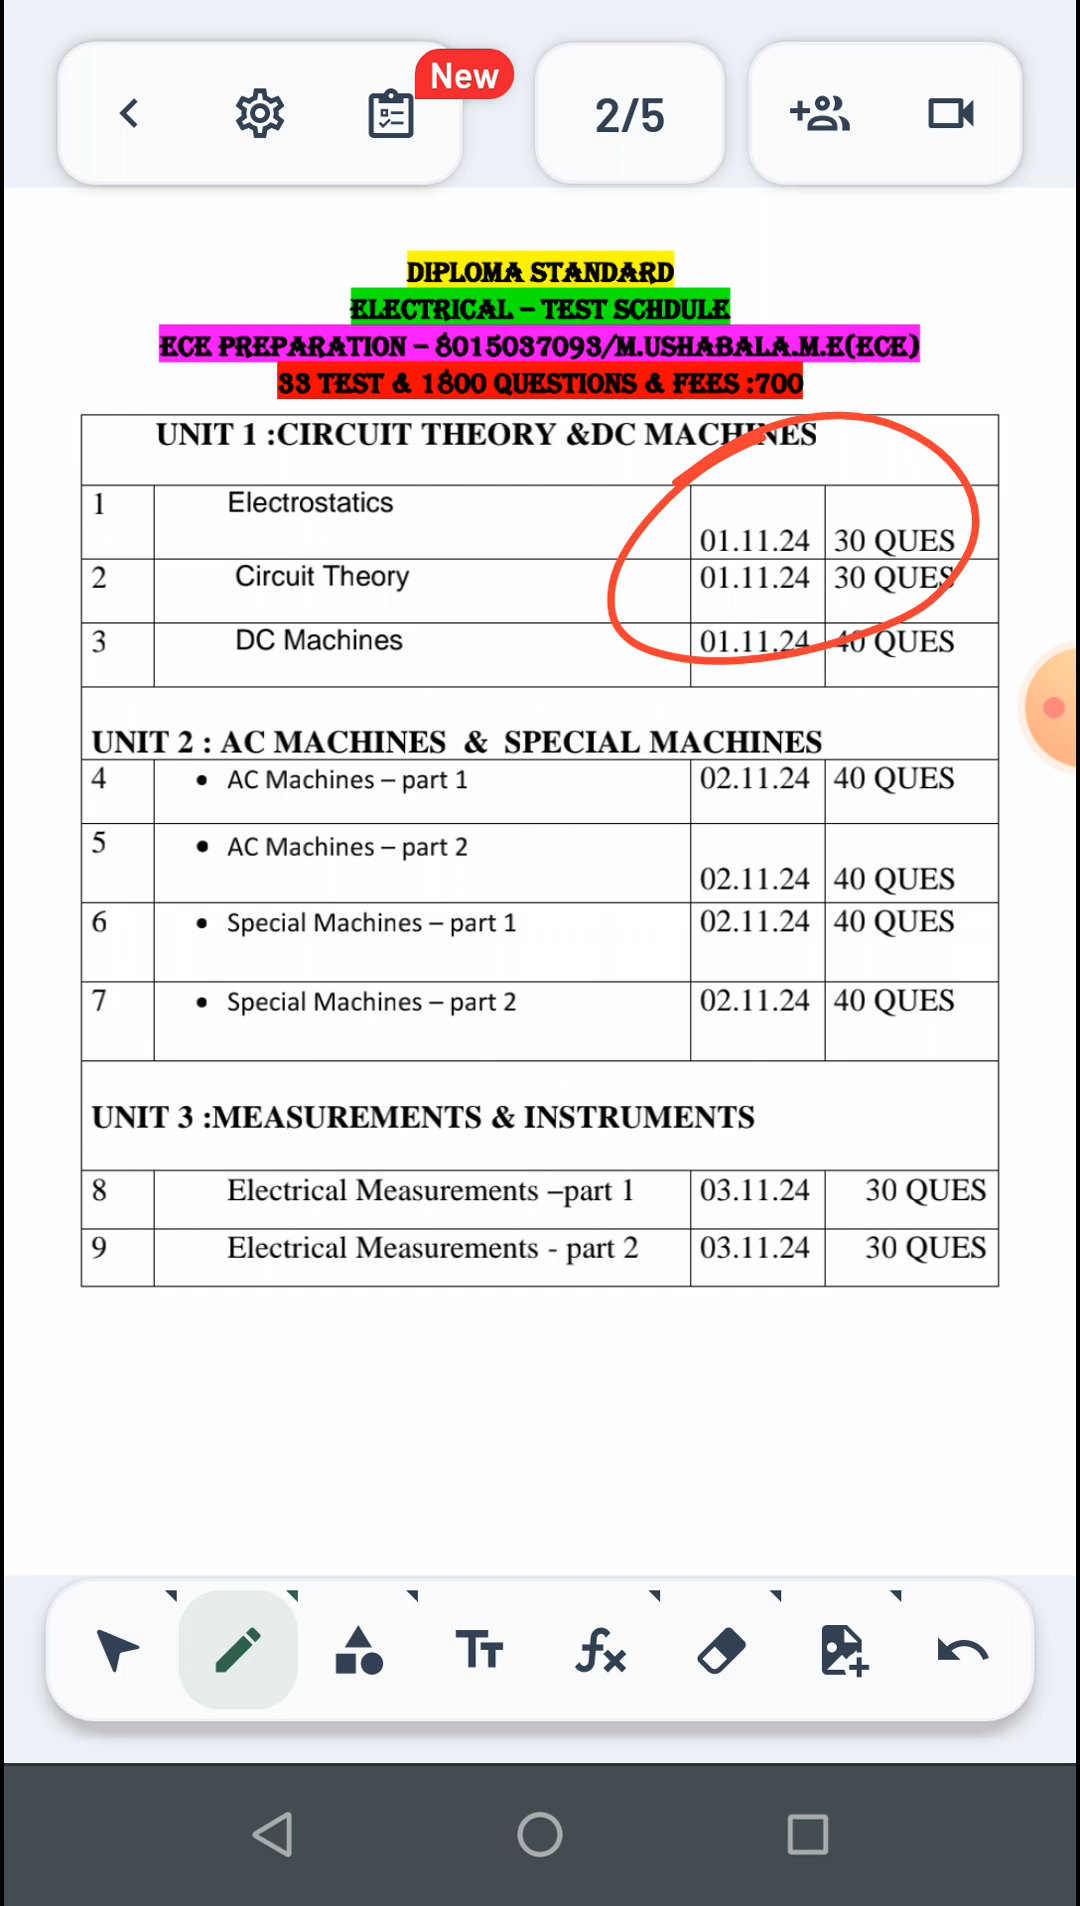 New
2/5
DIPLOMA STANDARD
ELECTRICAL – TEST SCHDULE
ECE PREPARATION – 8015037093/M.USHABALA.M.E(ECE)
33 TEST & 1800 QUESTIONS & FEES :700
UNIT 1 :CIRCUIT THEORY &DC MACHINES
1 Electrostatics 01.11.24 30 QUES
2 Circuit Theory 01.11.24 30 QUES
3 DC Machines 01.11.24 40 QUES
UNIT 2 : AC MACHINES & SPECIAL MACHINES
4 • AC Machines – part 1 02.11.24 40 QUES
5 • AC Machines – part 2 02.11.24 40 QUES
6 • Special Machines – part 1 02.11.24 40 QUES
7 • Special Machines – part 2 02.11.24 40 QUES
UNIT 3 :MEASUREMENTS & INSTRUMENTS
8 Electrical Measurements –part 1 03.11.24 30 QUES
9 Electrical Measurements - part 2 03.11.24 30 QUES
TT fx